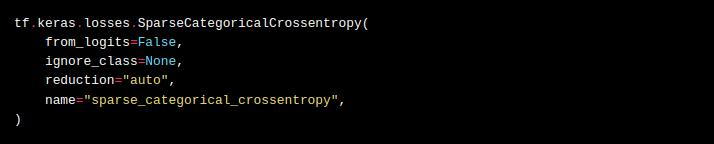 tf.keras.losses.SparseCategoricalCrossentropy(
    from_logits=False,
    ignore_class=None,
    reduction="auto",
    name="sparse_categorical_crossentropy",
)